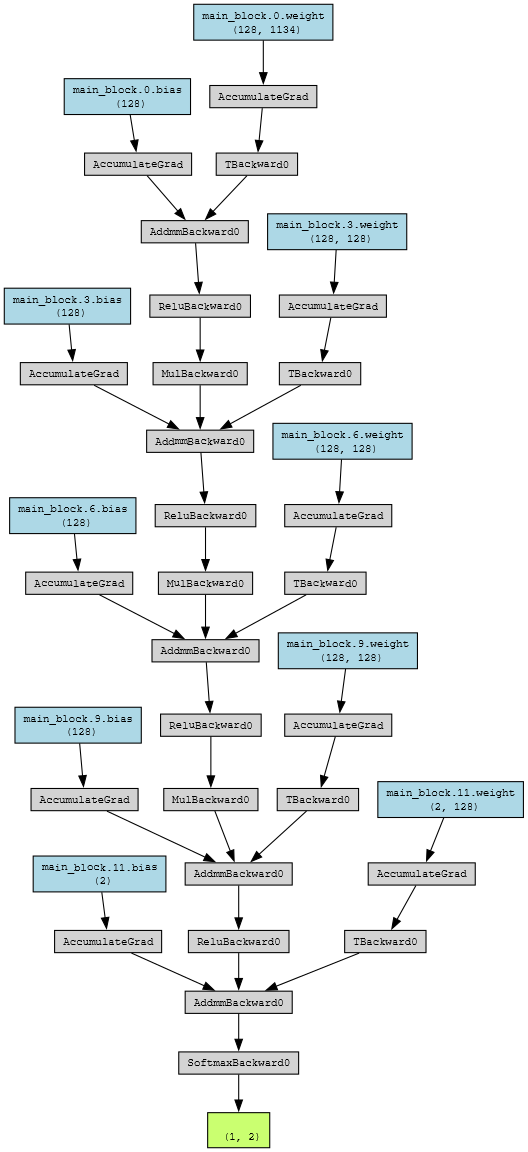 main_block.0.weight
(128, 1134)
main_block.0.bias
(128)
AccumulateGrad
AccumulateGrad
TBackward0
AddmmBackward0
main_block.3.weight
(128, 128)
main_block.3.bias
(128)
ReluBackward0
AccumulateGrad
AccumulateGrad
MulBackward0
TBackward0
AddmmBackward0
main_block.6.weight
(128, 128)
main_block.6.bias
(128)
ReluBackward0
AccumulateGrad
AccumulateGrad
MulBackward0
TBackward0
AddmmBackward0
main_block.9.weight
(128, 128)
main_block.9.bias
(128)
ReluBackward0
AccumulateGrad
AccumulateGrad
MulBackward0
TBackward0
main_block.11.weight
(2, 128)
main_block.11.bias
(2)
AddmmBackward0
AccumulateGrad
AccumulateGrad
ReluBackward0
TBackward0
AddmmBackward0
SoftmaxBackward0
(1, 2)